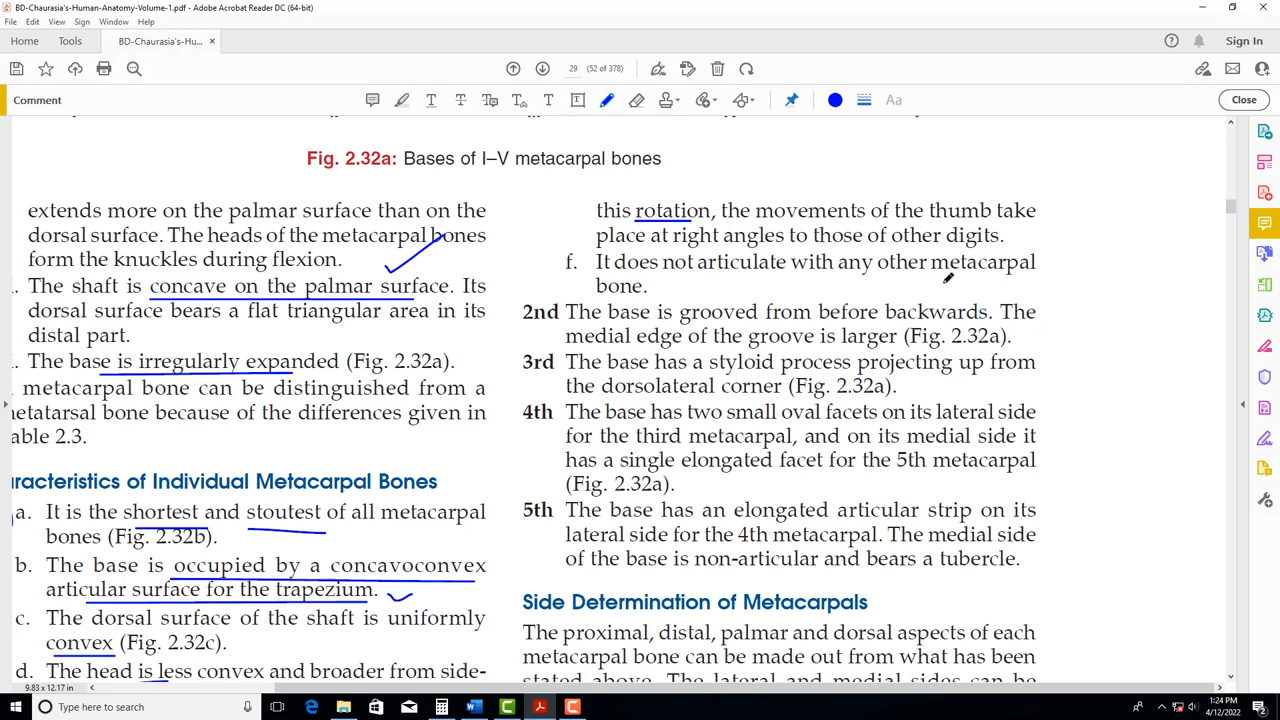 BD-Chaurasia's-Human-Anatomy-Volume-1.pdf - Adobe Acrobat Reader DC (64-bit)
File Edit View Sign Window Help
Home Tools BD-Chaurasia's-Hu... × Sign In
29 (52 of 378)
Comment Aa Close
Fig. 2.32a: Bases of I–V metacarpal bones
extends more on the palmar surface than on the
dorsal surface. The heads of the metacarpal bones
form the knuckles during flexion.
The shaft is concave on the palmar surface. Its
dorsal surface bears a flat triangular area in its
distal part.
The base is irregularly expanded (Fig. 2.32a).
metacarpal bone can be distinguished from a
etatarsal bone because of the differences given in
able 2.3.
racteristics of Individual Metacarpal Bones
a. It is the shortest and stoutest of all metacarpal
bones (Fig. 2.32b).
b. The base is occupied by a concavoconvex
articular surface for the trapezium.
c. The dorsal surface of the shaft is uniformly
convex (Fig. 2.32c).
d. The head is less convex and broader from side-
this rotation, the movements of the thumb take
place at right angles to those of other digits.
f. It does not articulate with any other metacarpal
bone.
2nd The base is grooved from before backwards. The
medial edge of the groove is larger (Fig. 2.32a).
3rd The base has a styloid process projecting up from
the dorsolateral corner (Fig. 2.32a).
4th The base has two small oval facets on its lateral side
for the third metacarpal, and on its medial side it
has a single elongated facet for the 5th metacarpal
(Fig. 2.32a).
5th The base has an elongated articular strip on its
lateral side for the 4th metacarpal. The medial side
of the base is non-articular and bears a tubercle.
Side Determination of Metacarpals
The proximal, distal, palmar and dorsal aspects of each
metacarpal bone can be made out from what has been
stated above. The lateral and medial sides can be
9.83 x 12.17 in
Type here to search
1:24 PM
4/12/2022